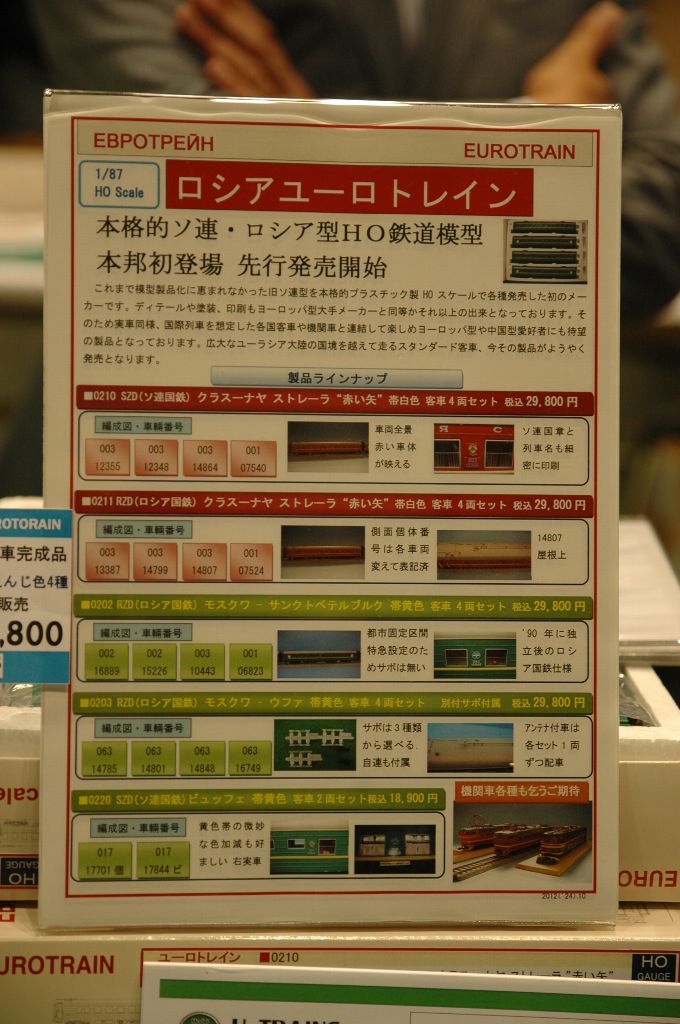 ЕВРОТРЕЙН
EUROTRAIN
1/87
HO Scale
ロシアユーロトレイン
本格的ソ連・ロシア型HO鉄道模型
本邦初登場 先行発売開始
これまで模型製品化に恵まれなかった旧ソ連型を本格的プラスチック製 HO スケールで各種発売した初のメー
カーです。ディテールや塗装、印刷もヨーロッパ型大手メーカーと同等かそれ以上の出来となっております。そ
のため実車同様、国際列車を想定した各国客車や機関車と連結して楽しめヨーロッパ型や中国型愛好者にも待望
の製品となっております。広大なユーラシア大陸の国境を越えて走るスタンダード客車、今その製品がようやく
発売となります。
製品ラインナップ
■0210 SZD(ソ連国鉄) クラスーナヤ ストレーラ “赤い矢” 帯白色 客車 4 両セット 税込 29,800 円
編成図・車輌番号
003 003 003 001
12355 12348 14864 07540
車両全景
赤い車体
が映える
ソ連国章と
列車名も細
密に印刷
■0211 RZD(ロシア国鉄) クラスーナヤ ストレーラ “赤い矢” 帯白色 客車 4 両セット 税込 29,800 円
編成図・車輌番号
003 003 003 001
13387 14799 14807 07524
側面個体番
号は各車両
変えて表記済
14807
屋根上
■0202 RZD(ロシア国鉄) モスクワ - サンクトペテルブルク 帯黄色 客車 4 両セット 税込 29,800 円
編成図・車輌番号
002 002 003 001
16889 15226 10443 06823
都市固定区間
特急設定のた
めサボは無い
'90 年に独
立後のロシ
ア国鉄仕様
■0203 RZD(ロシア国鉄) モスクワ - ウファ 帯黄色 客車 4 両セット 別付サボ付属 税込 29,800 円
編成図・車輌番号
063 063 063 063
14785 14801 14848 16749
サボは 3 種類
から選べる.
自連も付属
アンテナ付車は
各セット 1 両
ずつ配車
■0220 SZD(ソ連国鉄) ビュッフェ 帯黄色 客車 2 両セット税込 18,900 円
編成図・車輌番号
017 017
17701 個 17844 ビ
黄色帯の微妙
な色加減も好
ましい 右実車
機関車各種も乞うご期待
2012('24).10
ROTORAIN
車完成品
んじ色4種
販売
,800
HO
GAUGE
EURO
UROTRAIN
ユーロトレイン ■0210
ストレーラ “赤い矢”
HO
GAUGE